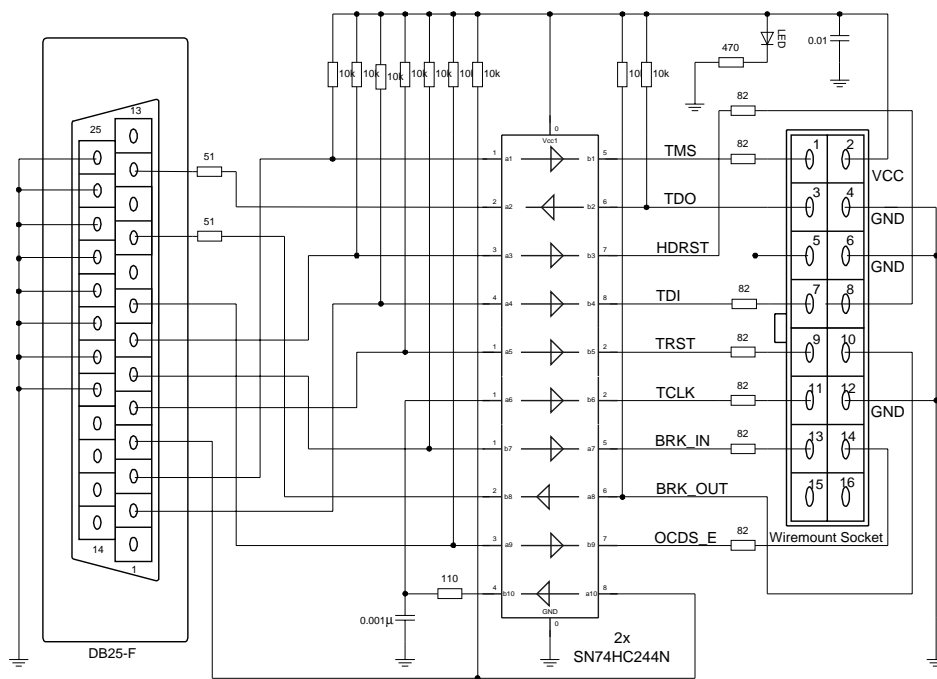 LED
470
0.01
10k 10k 10k 10k 10k 10k 10k 10k 10k
82
13
25
0
Vcc1
51
1 a1 b1 5 TMS 82 1 2
VCC
2 a2 b2 6 TDO 3 4
GND
51
3 a3 b3 7 HDRST 5 6
GND
4 a4 b4 8 TDI 82 7 8
1 a5 b5 2 TRST 82 9 10
1 a6 b6 2 TCLK 82 11 12
GND
1 b7 a7 5 BRK_IN 82 13 14
2 b8 a8 6 BRK_OUT 15 16
3 a9 b9 7 OCDS_E 82
Wiremount Socket
14
1
110
4 b10 a10 8
GND
0
0.001µ
2x
SN74HC244N
DB25-F